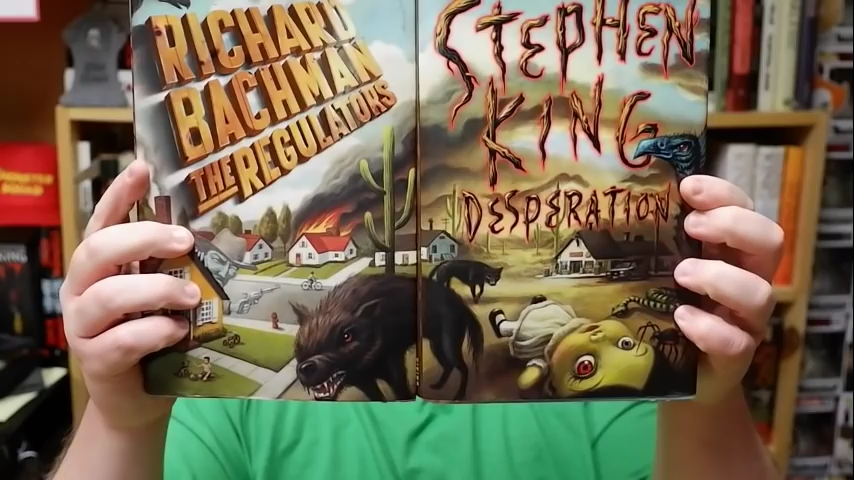 RICHARD
BACHMAN
THE REGULATORS
STEPHEN
KING
DESPERATION